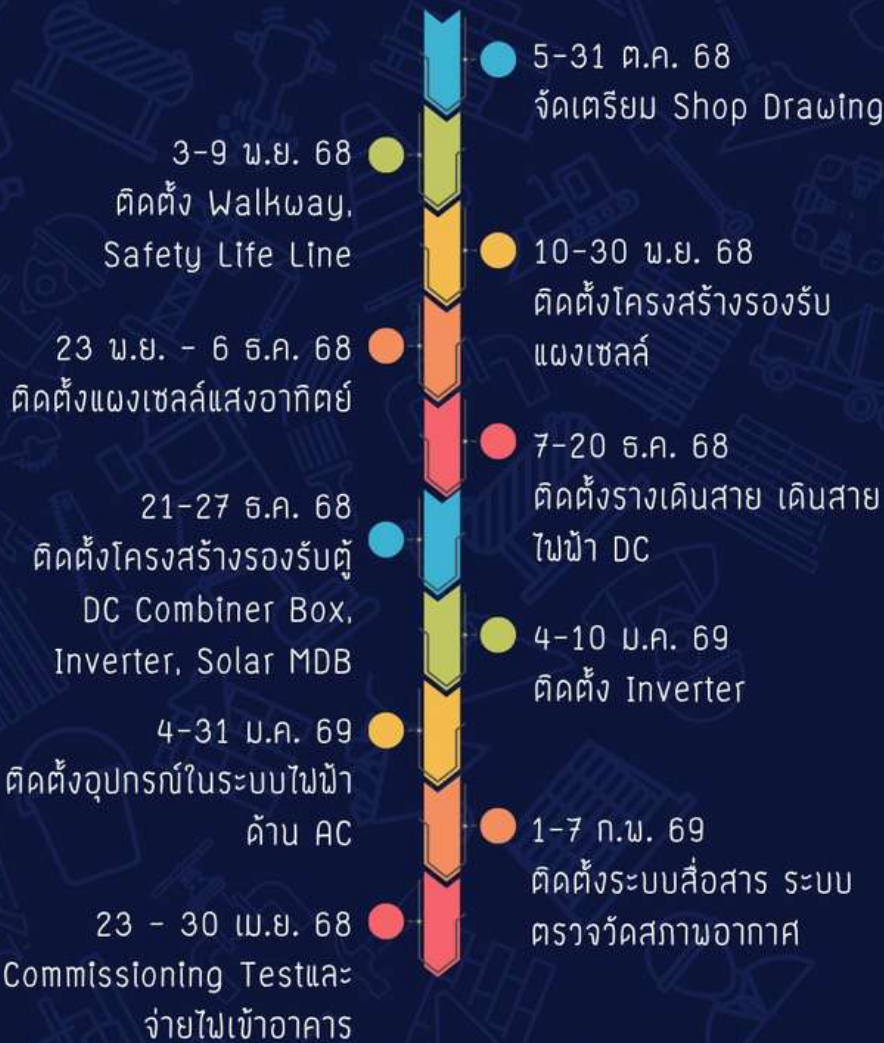 5-31 ต.ค. 68
จัดเตรียม Shop Drawing
3-9 พ.ย. 68
ติดตั้ง Walkway,
Safety Life Line
10-30 พ.ย. 68
ติดตั้งโครงสร้างรองรับ
แผงเซลล์
23 พ.ย. - 6 ธ.ค. 68
ติดตั้งแผงเซลล์แสงอาทิตย์
7-20 ธ.ค. 68
ติดตั้งรางเดินสาย เดินสาย
ไฟฟ้า DC
21-27 ธ.ค. 68
ติดตั้งโครงสร้างรองรับตู้
DC Combiner Box,
Inverter, Solar MDB
4-10 ม.ค. 69
ติดตั้ง Inverter
4-31 ม.ค. 69
ติดตั้งอุปกรณ์ในระบบไฟฟ้า
ด้าน AC
1-7 ก.พ. 69
ติดตั้งระบบสื่อสาร ระบบ
ตรวจวัดสภาพอากาศ
23 - 30 เม.ย. 68
Commissioning Testและ
จ่ายไฟเข้าอาคาร